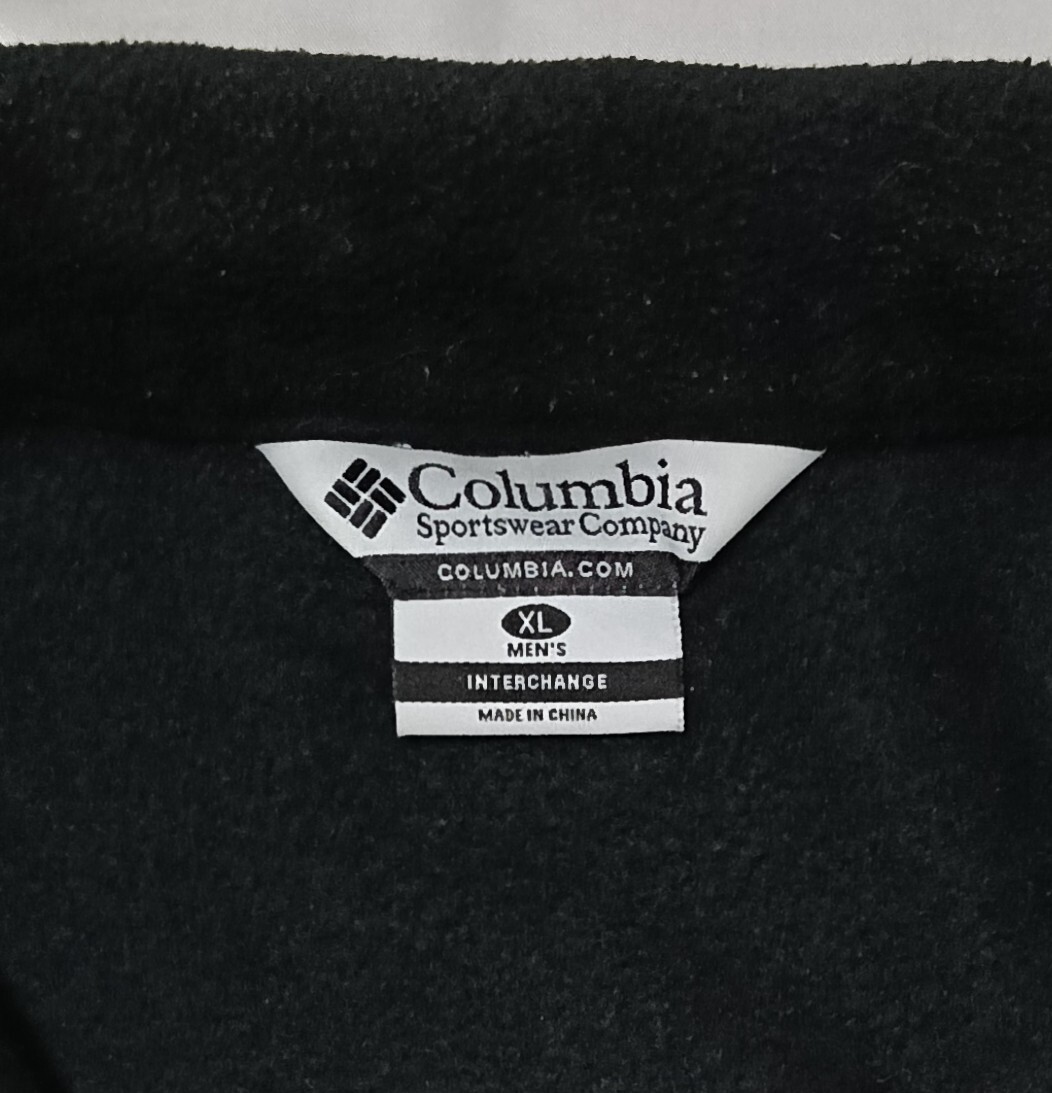 Columbia
Sportswear Company
COLUMBIA.COM
XL
MEN'S
INTERCHANGE
MADE IN CHINA